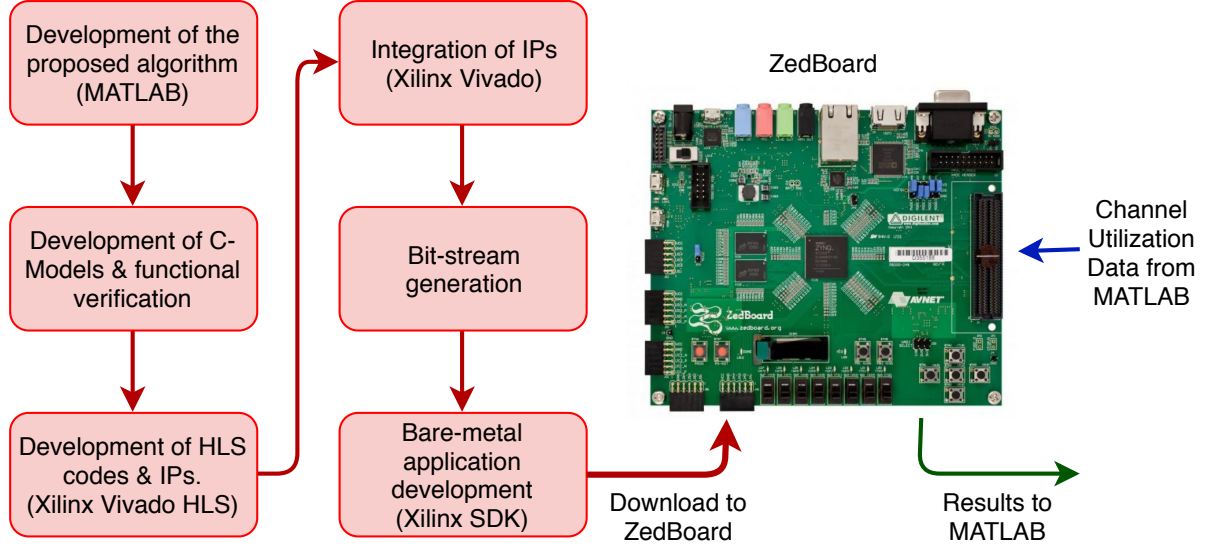 Development of the
proposed algorithm
(MATLAB)
Development of C-
Models & functional
verification
Development of HLS
codes & IPs.
(Xilinx Vivado HLS)
Integration of IPs
(Xilinx Vivado)
Bit-stream
generation
Bare-metal
application
development
(Xilinx SDK)
Download to
ZedBoard
ZedBoard
DIGILENT
ZYNQ
AVNET
ZedBoard
www.zedboard.org
Channel
Utilization
Data from
MATLAB
Results to
MATLAB